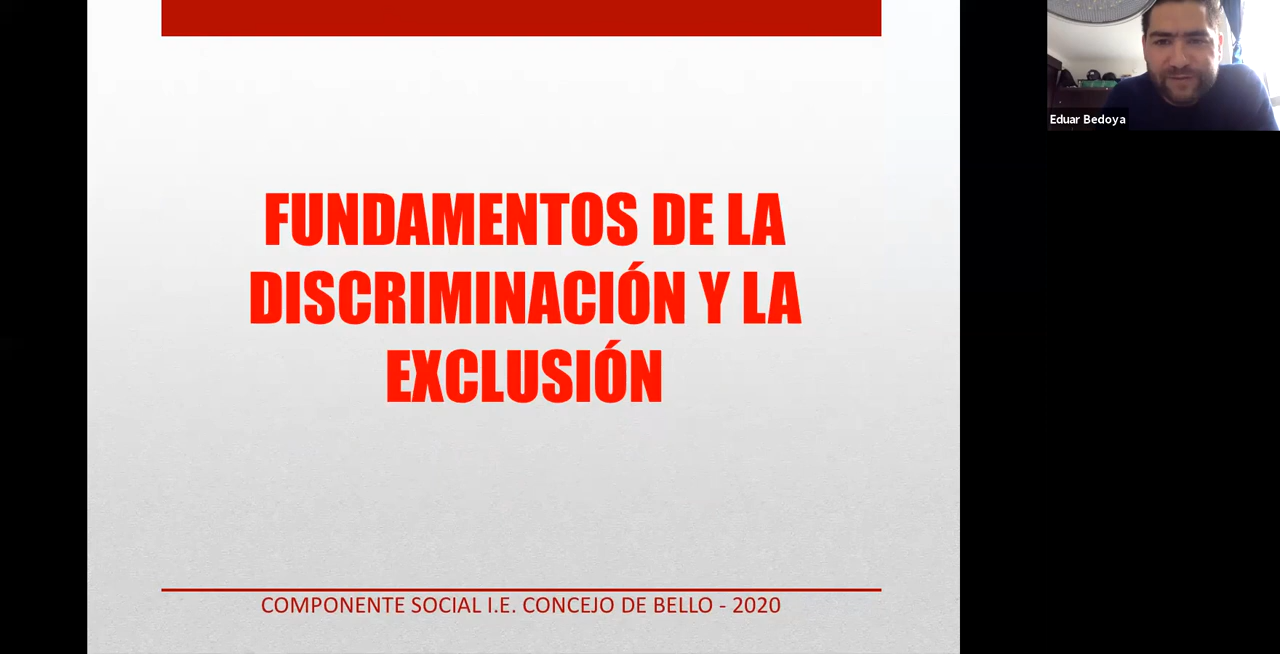 FUNDAMENTOS DE LA
DISCRIMINACIÓN Y LA
EXCLUSIÓN
COMPONENTE SOCIAL I.E. CONCEJO DE BELLO - 2020
Eduar Bedoya